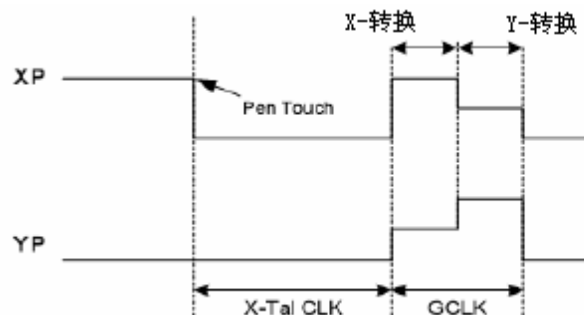 X-转换 Y-转换
XP
Pen Touch
YP
X-Tal CLK GCLK